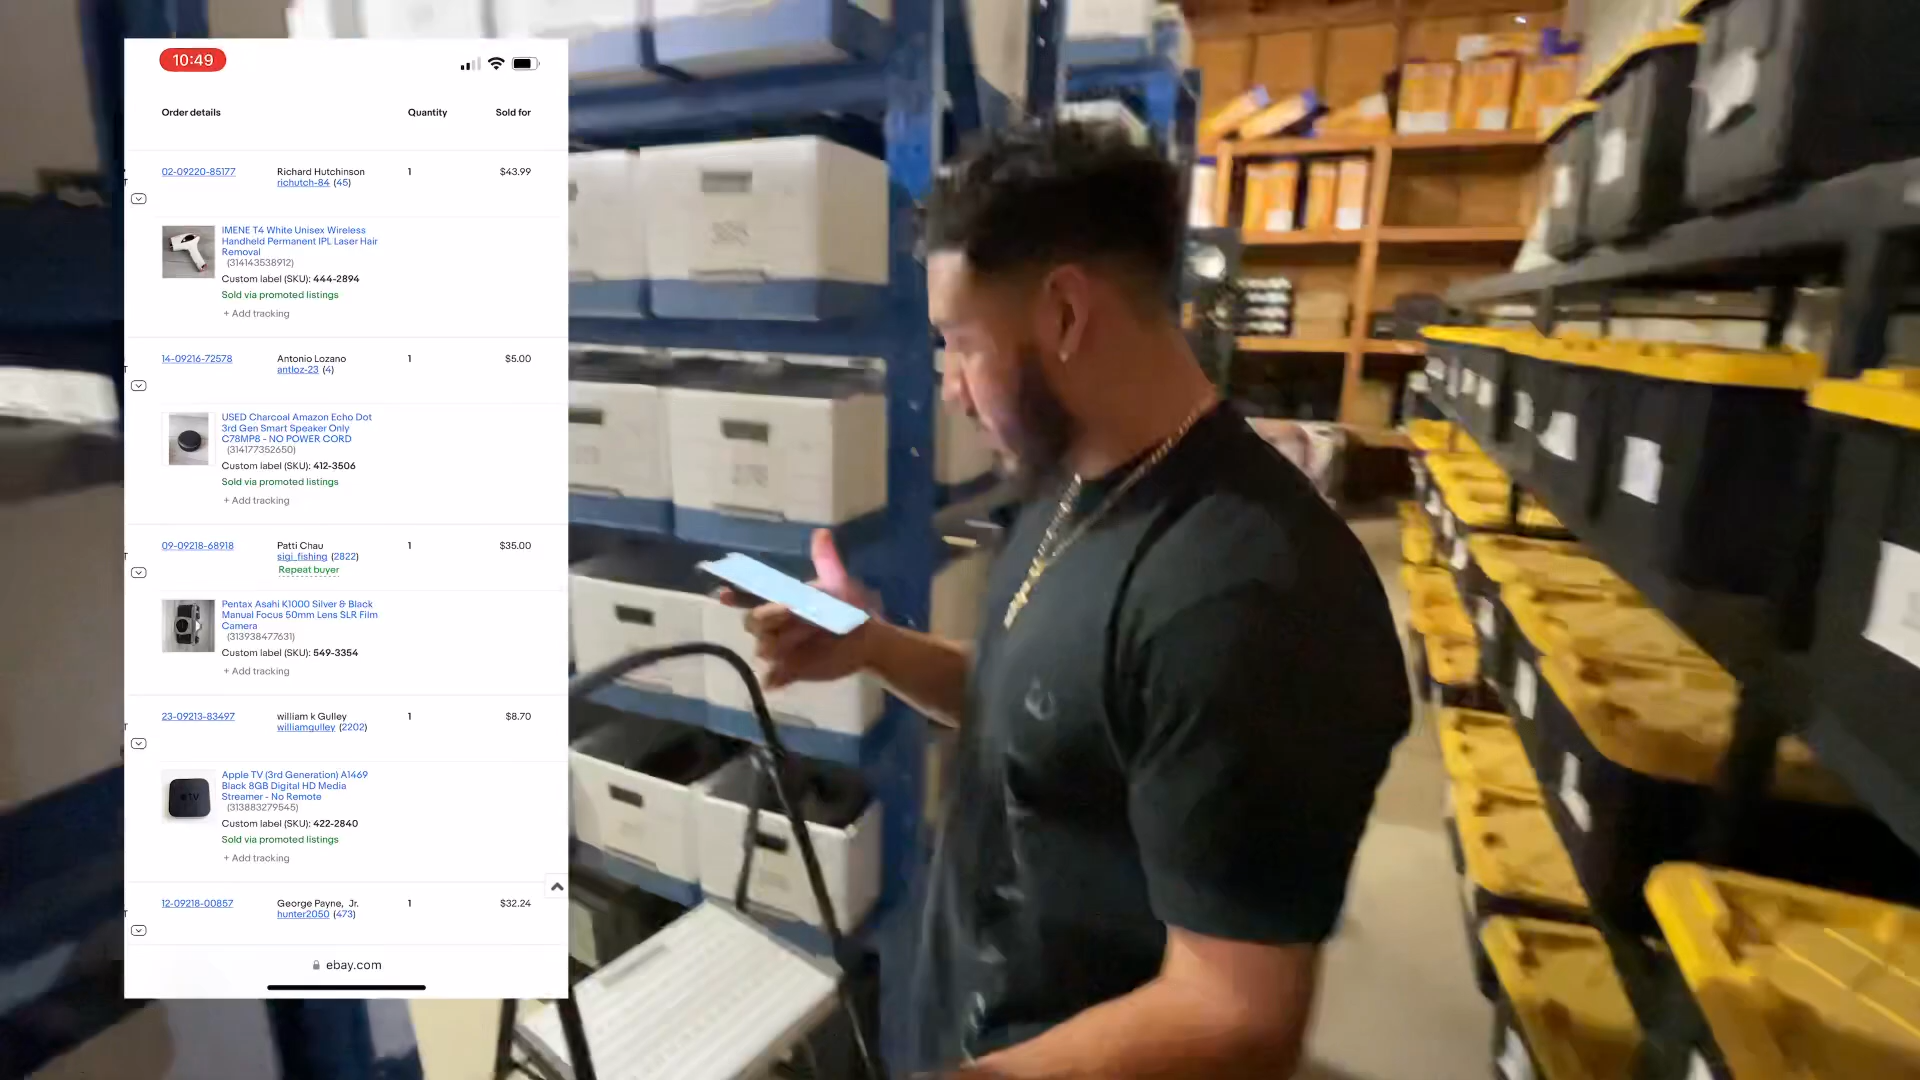 10:49
Order details Quantity Sold for
02-09220-85177 Richard Hutchinson 1 $43.99
richutch-84 (45)
IMENE T4 White Unisex Wireless
Handheld Permanent IPL Laser Hair
Removal
(314143538912)
Custom label (SKU): 444-2894
Sold via promoted listings
+ Add tracking
14-09216-72578 Antonio Lozano 1 $5.00
antloz-23 (4)
USED Charcoal Amazon Echo Dot
3rd Gen Smart Speaker Only
C78MP8 - NO POWER CORD
(314177352650)
Custom label (SKU): 412-3506
Sold via promoted listings
+ Add tracking
09-09218-68918 Patti Chau 1 $35.00
siqi_fishing (2822)
Repeat buyer
Pentax Asahi K1000 Silver & Black
Manual Focus 50mm Lens SLR Film
Camera
(313938477631)
Custom label (SKU): 549-3354
+ Add tracking
23-09213-83497 william k Gulley 1 $8.70
williamgulley (2202)
Apple TV (3rd Generation) A1469
Black 8GB Digital HD Media
Streamer - No Remote
(313883279545)
Custom label (SKU): 422-2840
Sold via promoted listings
+ Add tracking
12-09218-00857 George Payne, Jr. 1 $32.24
hunter2050 (473)
ebay.com